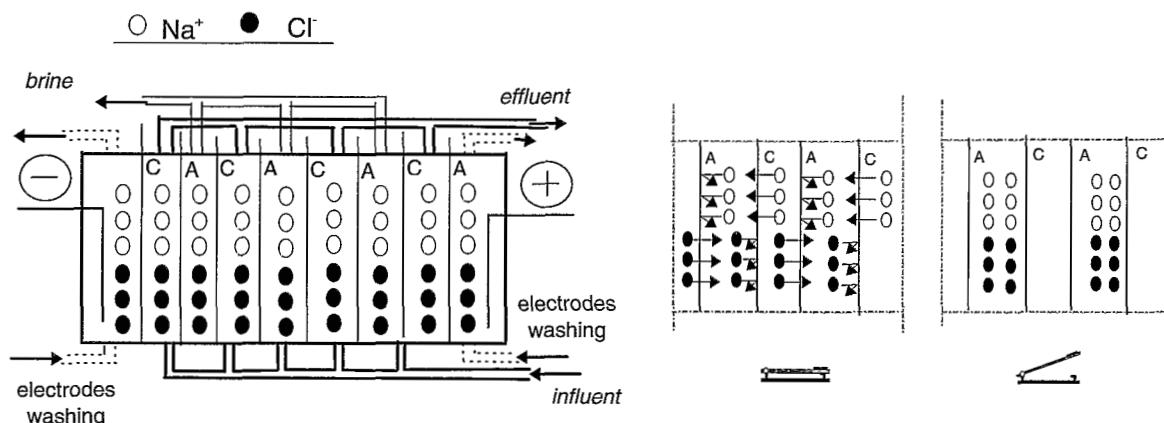 Na⁺ Cl⁻
brine
effluent
−
+
C A C A C A C A
electrodes
washing
electrodes
washing
influent
A C A C
A C A C